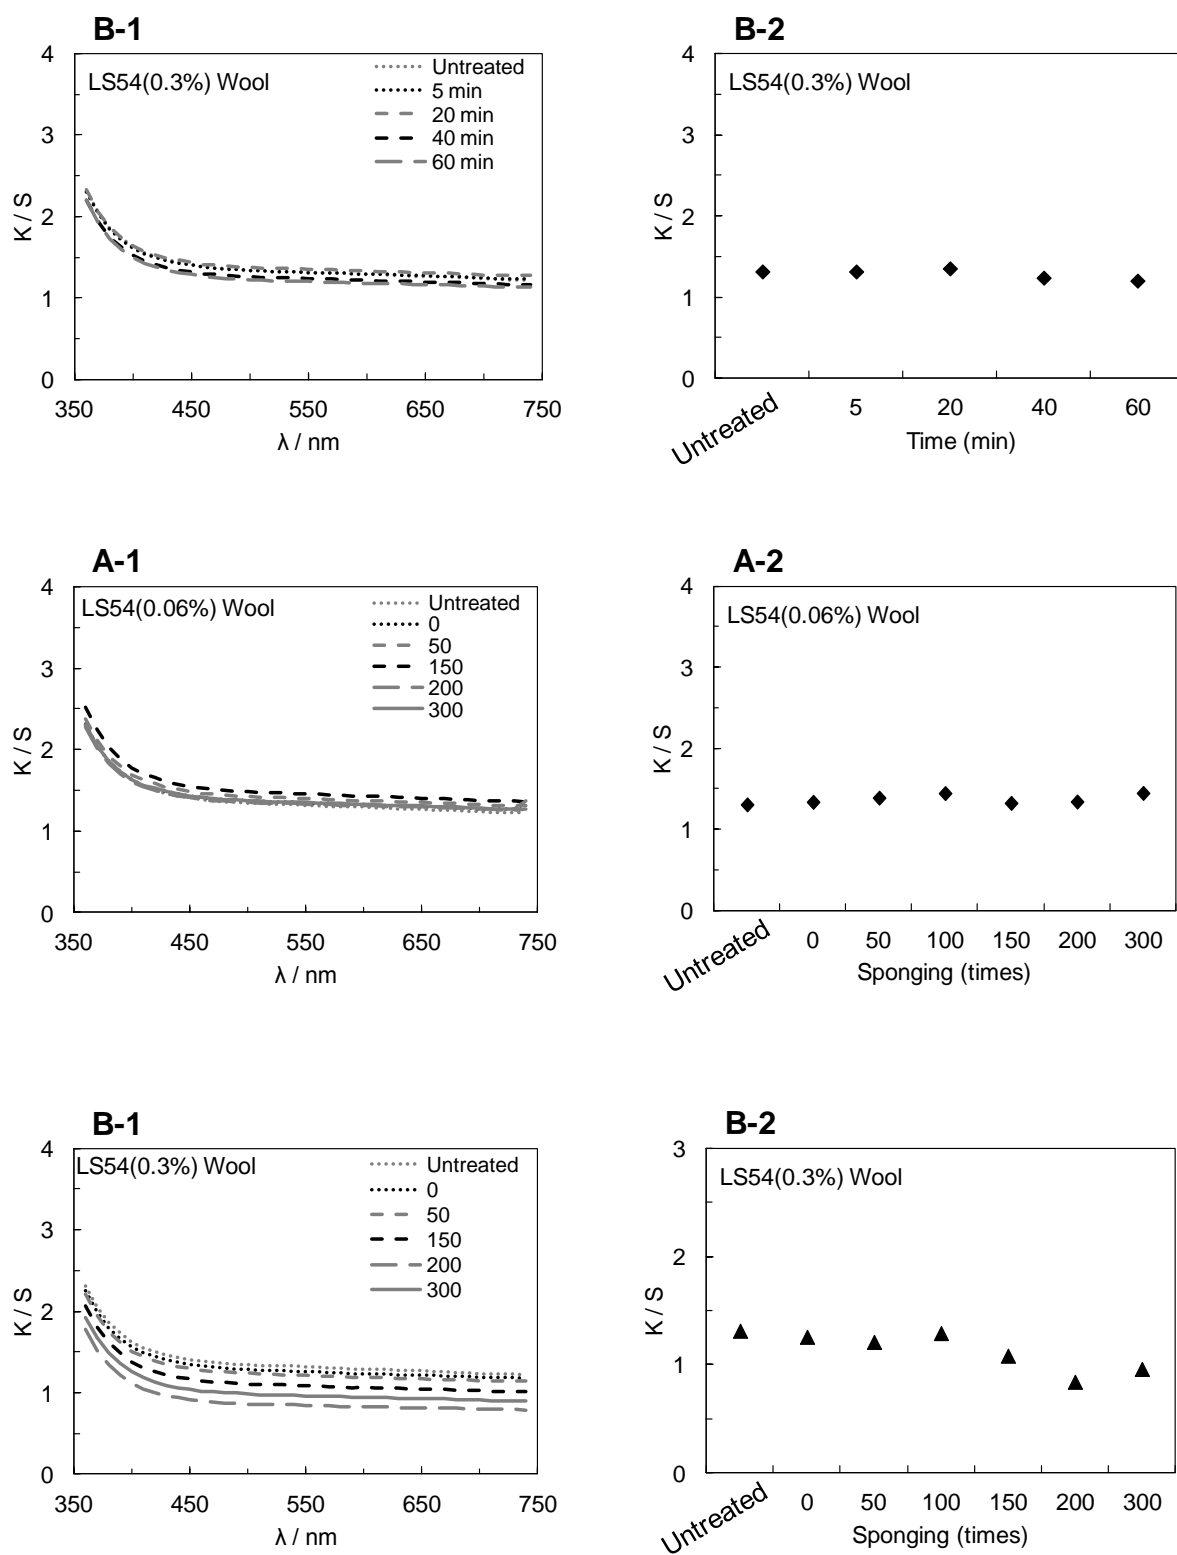 B-1
LS54(0.3%) Wool
Untreated
5 min
20 min
40 min
60 min
4
3
2
1
0
K / S
350 450 550 650 750
λ / nm
B-2
LS54(0.3%) Wool
4
3
2
1
0
K / S
Untreated 5 20 40 60
Time (min)
A-1
LS54(0.06%) Wool
Untreated
0
50
150
200
300
4
3
2
1
0
K / S
350 450 550 650 750
λ / nm
A-2
LS54(0.06%) Wool
4
3
2
1
0
K / S
Untreated 0 50 100 150 200 300
Sponging (times)
B-1
LS54(0.3%) Wool
Untreated
0
50
150
200
300
4
3
2
1
0
K / S
350 450 550 650 750
λ / nm
B-2
LS54(0.3%) Wool
3
2
1
0
K / S
Untreated 0 50 100 150 200 300
Sponging (times)